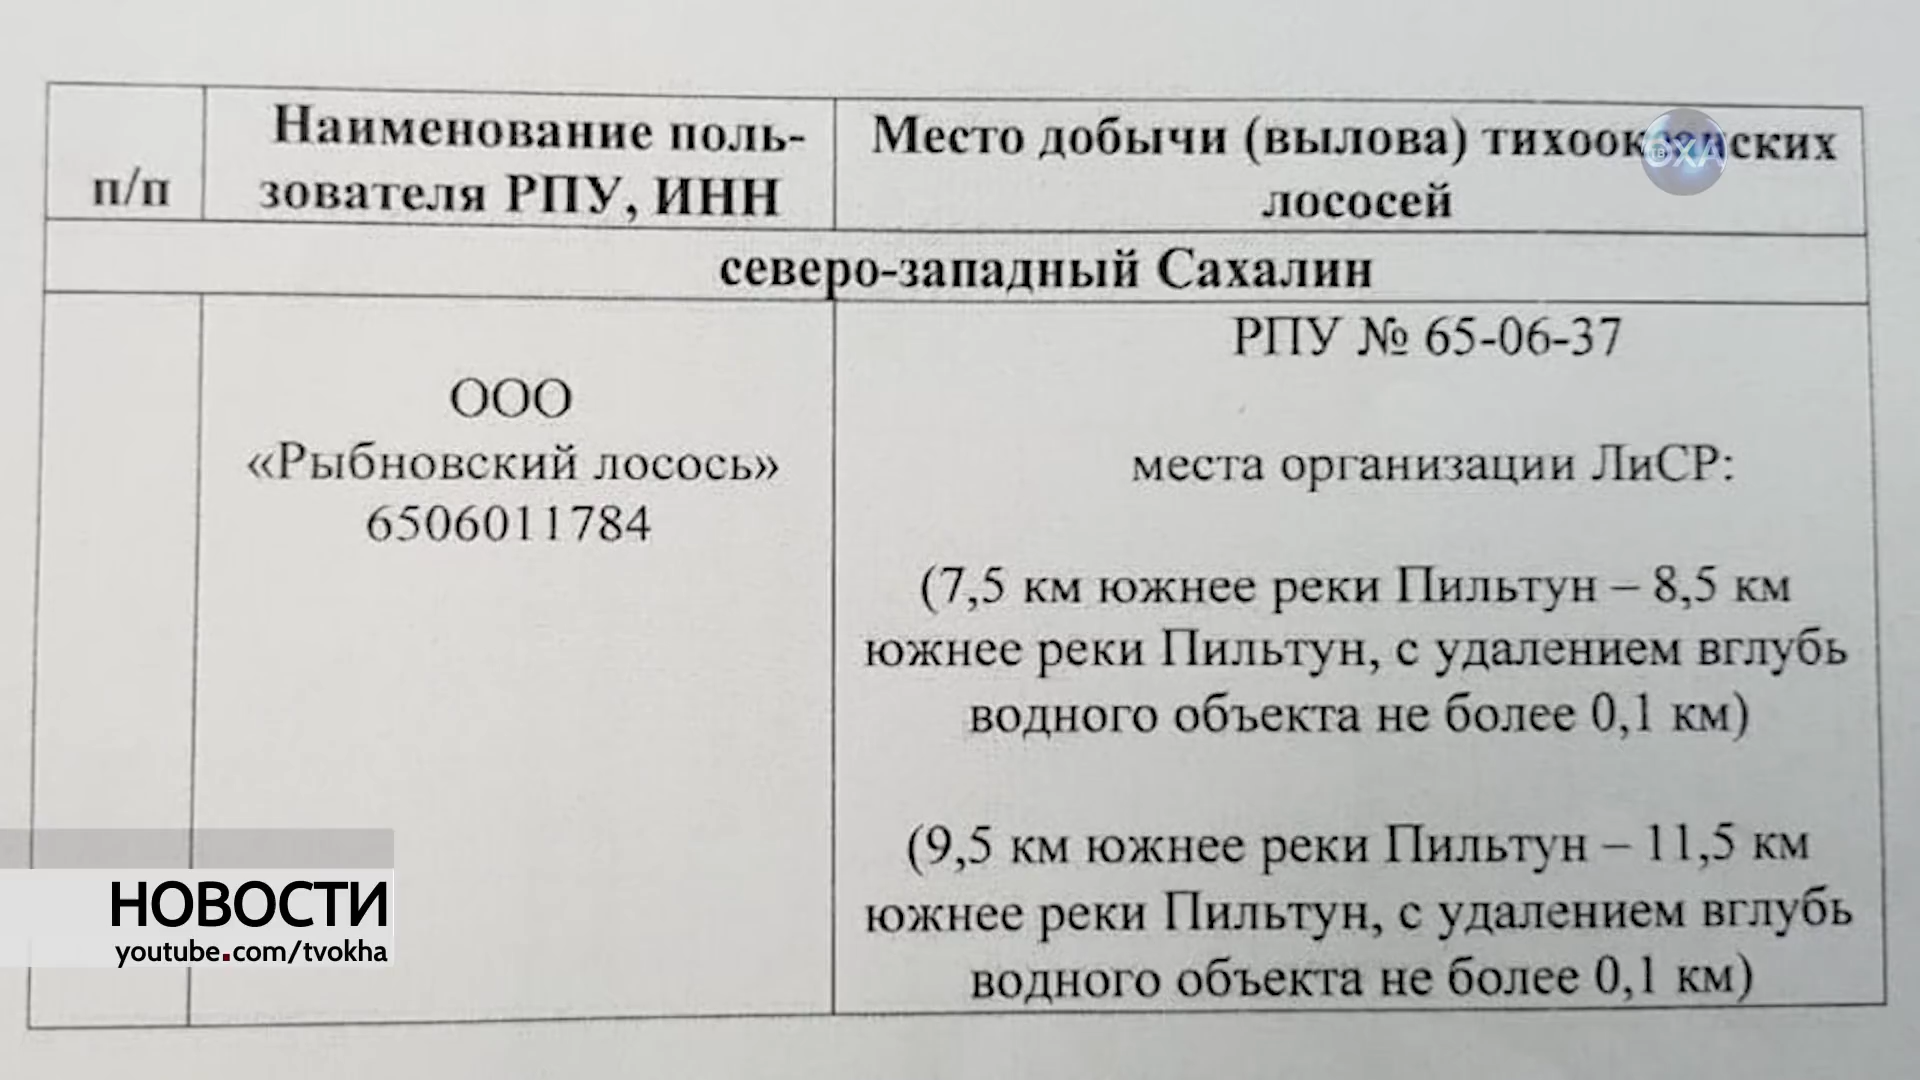 п/п
Наименование поль-
зователя РПУ, ИНН
Место добычи (вылова) тихоокеанских
лососей
ТВ
ОХА
северо-западный Сахалин
ООО
«Рыбновский лосось»
6506011784
РПУ № 65-06-37
места организации ЛиСР:
(7,5 км южнее реки Пильтун – 8,5 км
южнее реки Пильтун, с удалением вглубь
водного объекта не более 0,1 км)
(9,5 км южнее реки Пильтун – 11,5 км
южнее реки Пильтун, с удалением вглубь
водного объекта не более 0,1 км)
НОВОСТИ
youtube.com/tvokha